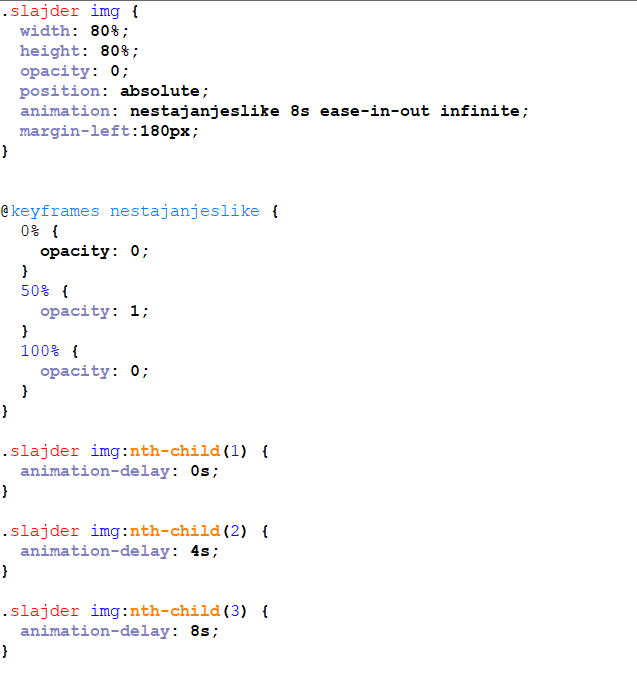 .slajder img {
  width: 80%;
  height: 80%;
  opacity: 0;
  position: absolute;
  animation: nestajanjeslike 8s ease-in-out infinite;
  margin-left:180px;
}
@keyframes nestajanjeslike {
  0% {
    opacity: 0;
  }
  50% {
    opacity: 1;
  }
  100% {
    opacity: 0;
  }
}
.slajder img:nth-child(1) {
  animation-delay: 0s;
}
.slajder img:nth-child(2) {
  animation-delay: 4s;
}
.slajder img:nth-child(3) {
  animation-delay: 8s;
}